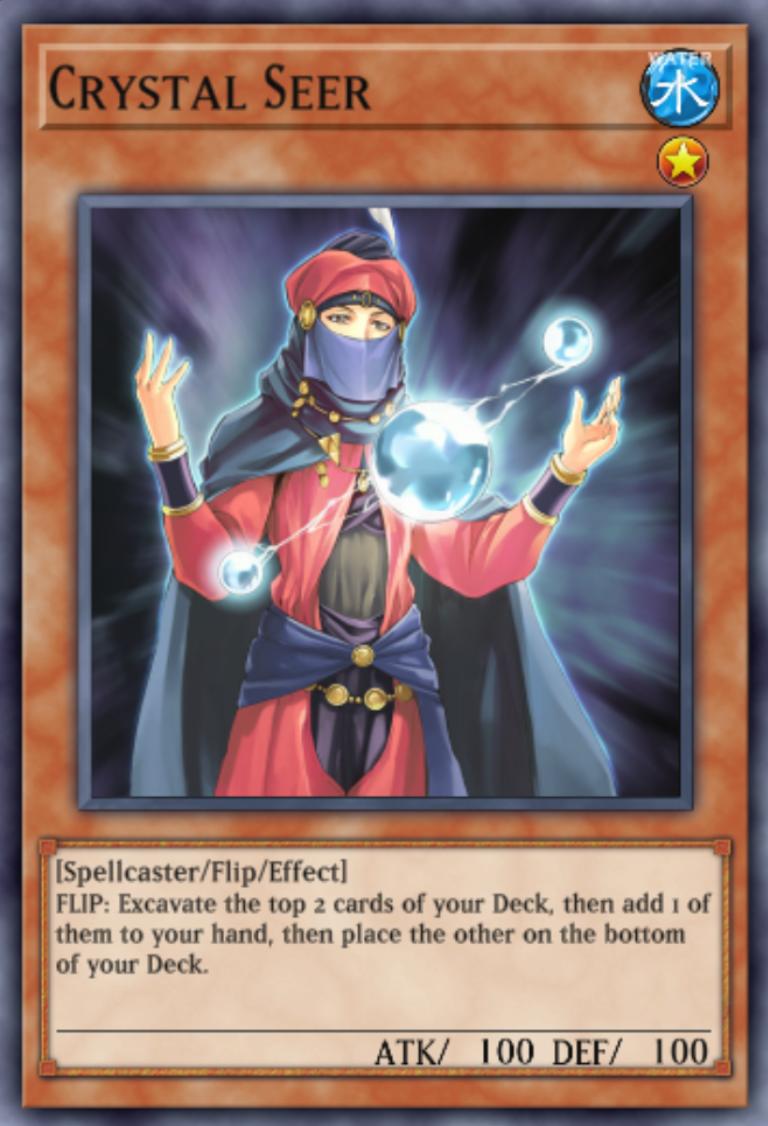 CRYSTAL SEER
WATER
水
[Spellcaster/Flip/Effect]
FLIP: Excavate the top 2 cards of your Deck, then add 1 of
them to your hand, then place the other on the bottom
of your Deck.
ATK/ 100 DEF/ 100